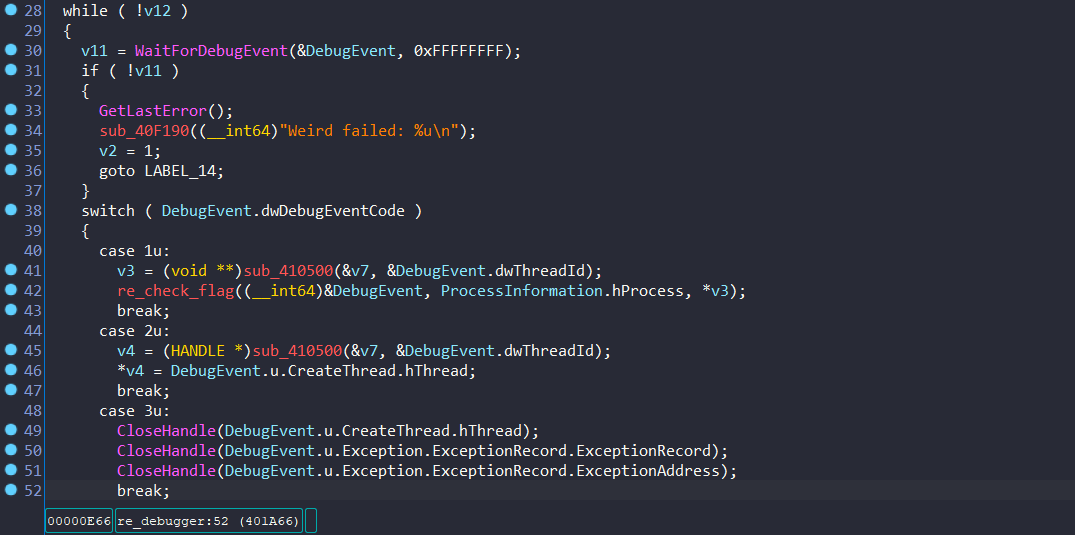 28 while ( !v12 )
29 {
30 v11 = WaitForDebugEvent(&DebugEvent, 0xFFFFFFFF);
31 if ( !v11 )
32 {
33 GetLastError();
34 sub_40F190((__int64)"Weird failed: %u\n");
35 v2 = 1;
36 goto LABEL_14;
37 }
38 switch ( DebugEvent.dwDebugEventCode )
39 {
40 case 1u:
41 v3 = (void **)sub_410500(&v7, &DebugEvent.dwThreadId);
42 re_check_flag((__int64)&DebugEvent, ProcessInformation.hProcess, *v3);
43 break;
44 case 2u:
45 v4 = (HANDLE *)sub_410500(&v7, &DebugEvent.dwThreadId);
46 *v4 = DebugEvent.u.CreateThread.hThread;
47 break;
48 case 3u:
49 CloseHandle(DebugEvent.u.CreateThread.hThread);
50 CloseHandle(DebugEvent.u.Exception.ExceptionRecord.ExceptionRecord);
51 CloseHandle(DebugEvent.u.Exception.ExceptionRecord.ExceptionAddress);
52 break;
00000E66 re_debugger:52 (401A66)